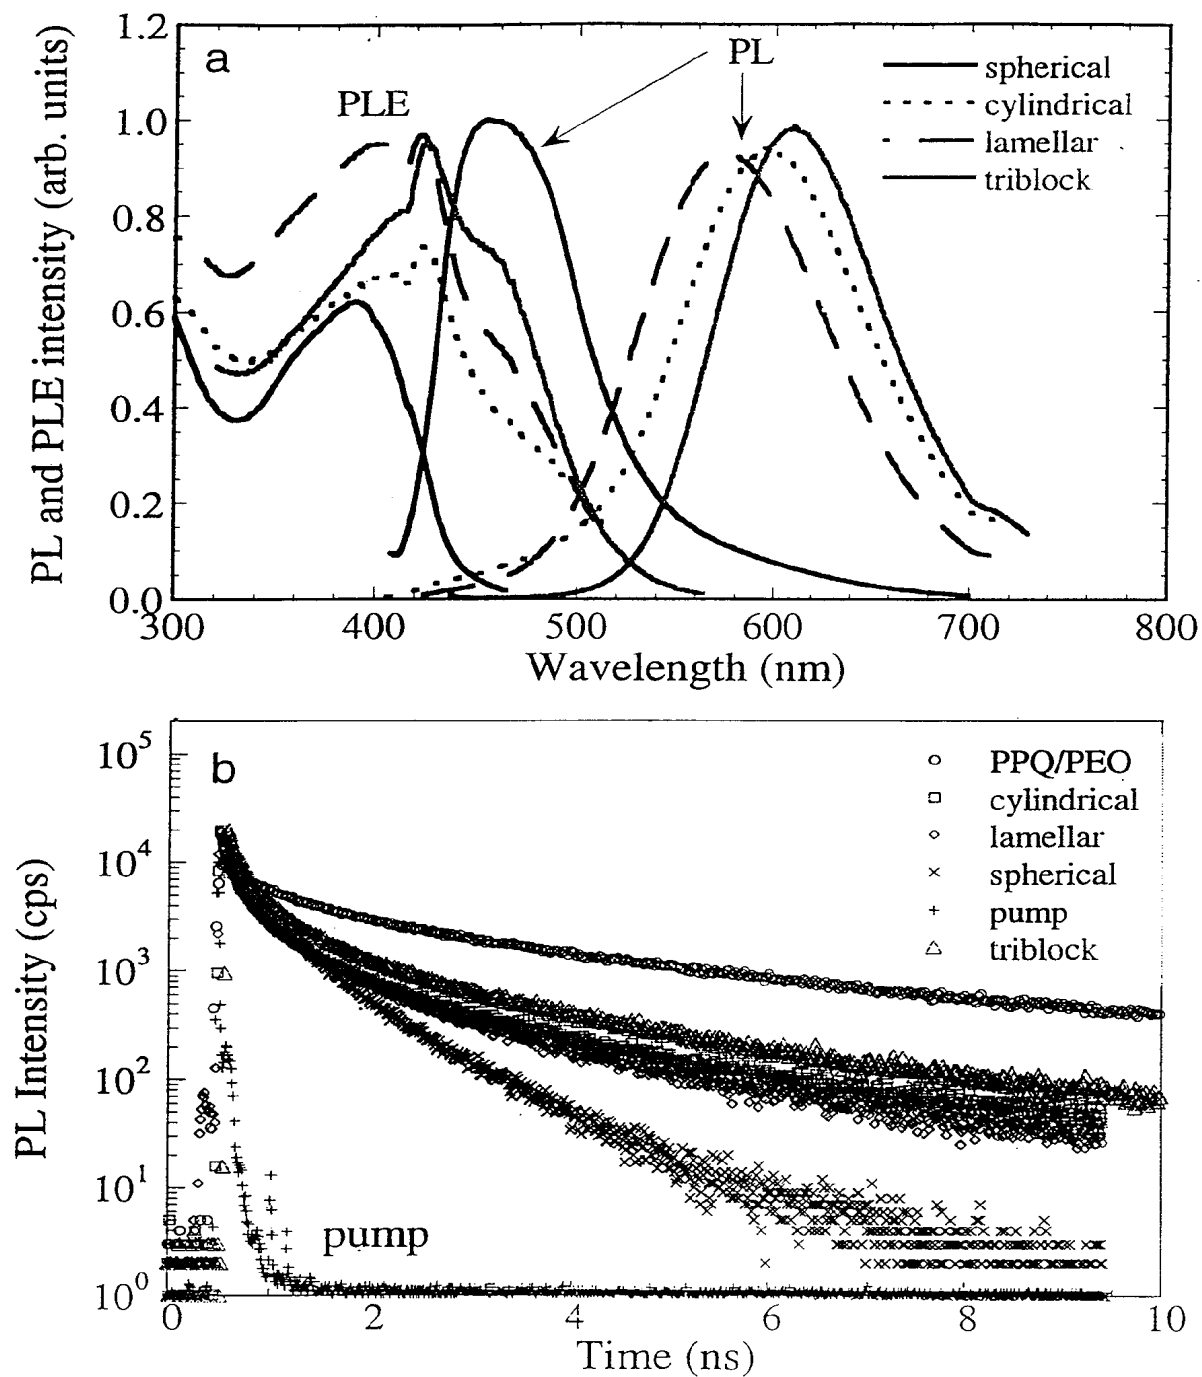 a
PLE
PL
spherical
cylindrical
lamellar
triblock
1.2
1.0
0.8
0.6
0.4
0.2
0.0
PL and PLE intensity (arb. units)
300 400 500 600 700 800
Wavelength (nm)
b
PPQ/PEO
cylindrical
lamellar
spherical
pump
triblock
10^5
10^4
10^3
10^2
10^1
10^0
PL Intensity (cps)
pump
0 2 4 6 8 10
Time (ns)